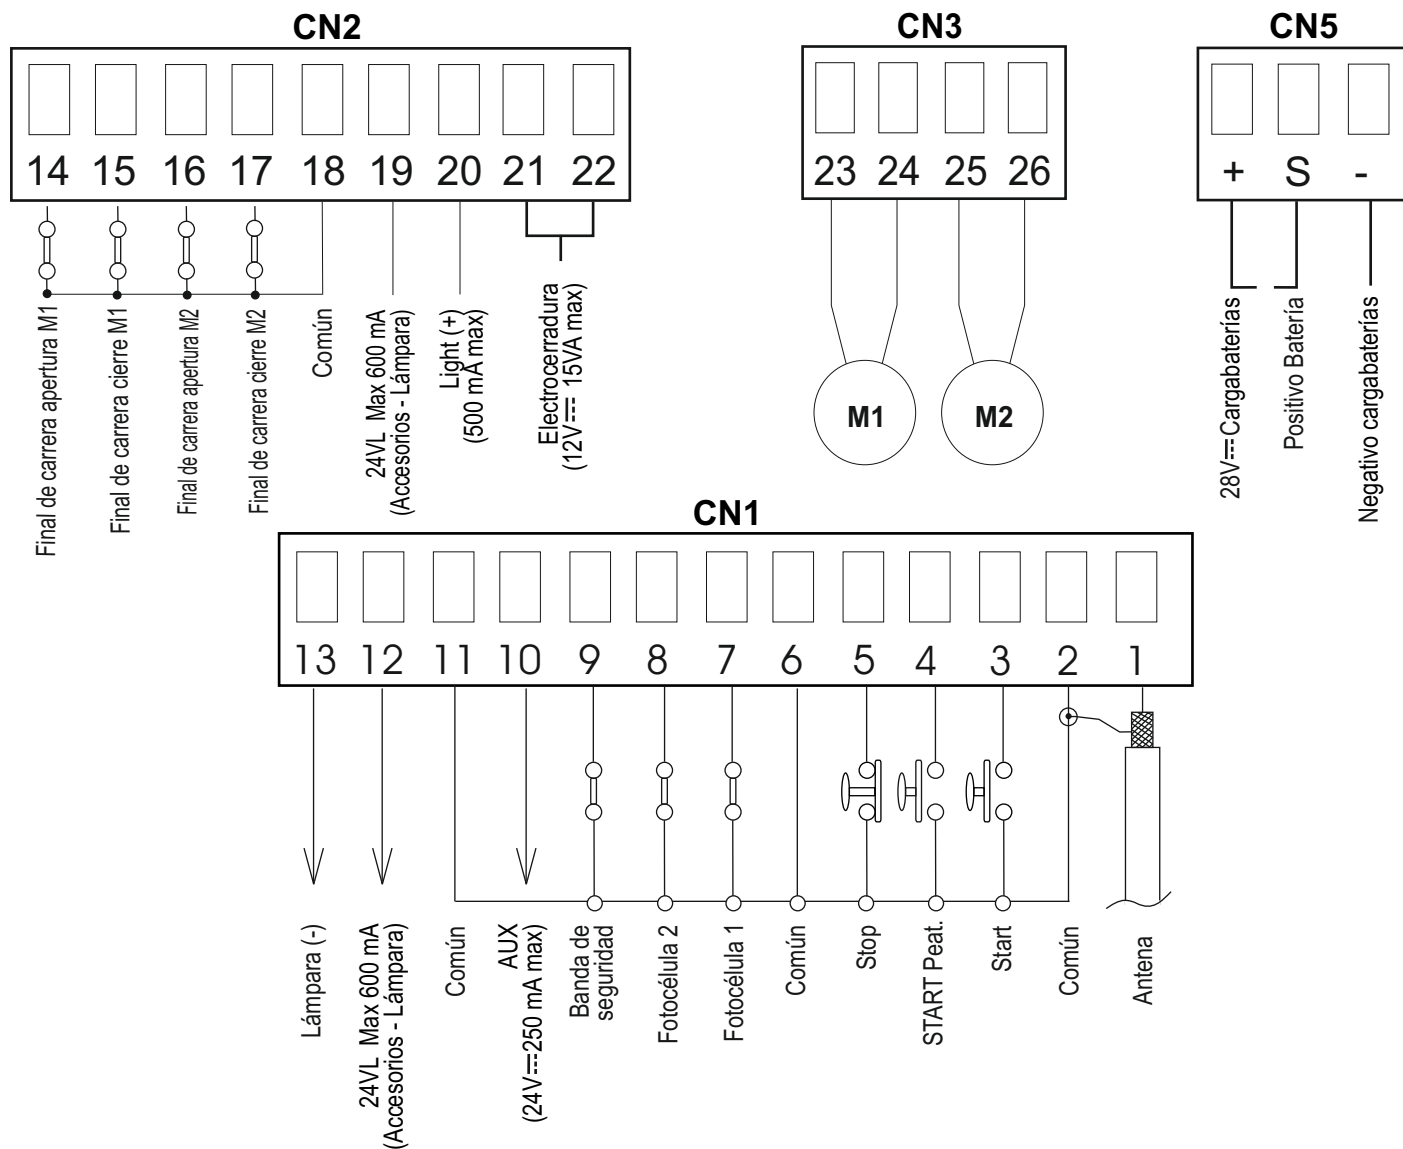 CN2
14 15 16 17 18 19 20 21 22
Final de carrera apertura M1
Final de carrera cierre M1
Final de carrera apertura M2
Final de carrera cierre M2
Común
24VL Max 600 mA
(Accesorios - Lámpara)
Light (+)
(500 mA max)
Electrocerradura
(12V⎓ 15VA max)
CN3
23 24 25 26
M1
M2
CN5
+ S -
28V⎓Cargabaterías
Positivo Batería
Negativo cargabaterías
CN1
13 12 11 10 9 8 7 6 5 4 3 2 1
Lámpara (-)
24VL Max 600 mA
(Accesorios - Lámpara)
Común
AUX
(24V⎓250 mA max)
Banda de
seguridad
Fotocélula 2
Fotocélula 1
Común
Stop
START Peat.
Start
Común
Antena